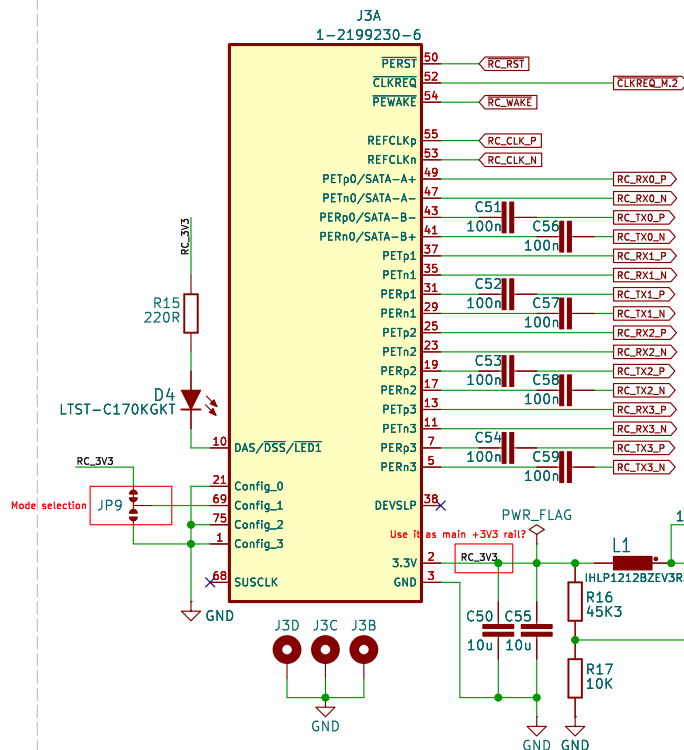 J3A
1-2199230-6
PERST 50 RC_RST
CLKREQ 52 CLKREQ_M.2
PEWAKE 54 RC_WAKE
REFCLKp 55 RC_CLK_P
REFCLKn 53 RC_CLK_N
PETp0/SATA-A+ 49 RC_RX0_P
PETn0/SATA-A- 47 RC_RX0_N
PERp0/SATA-B- 43 C51 100n RC_TX0_P
PERn0/SATA-B+ 41 C56 100n RC_TX0_N
PETp1 37 RC_RX1_P
PETn1 35 RC_RX1_N
PERp1 31 C52 100n RC_TX1_P
PERn1 29 C57 100n RC_TX1_N
PETp2 25 RC_RX2_P
PETn2 23 RC_RX2_N
PERp2 19 C53 100n RC_TX2_P
PERn2 17 C58 100n RC_TX2_N
PETp3 13 RC_RX3_P
PETn3 11 RC_RX3_N
PERp3 7 C54 100n RC_TX3_P
PERn3 5 C59 100n RC_TX3_N
RC_3V3
R15
220R
D4
LTST-C170KGKT
10 DAS/DSS/LED1
RC_3V3
21 Config_0
Mode selection JP9 69 Config_1
75 Config_2
1 Config_3
68 SUSCLK
GND
DEVSLP 38
PWR_FLAG
Use it as main +3V3 rail?
3.3V 2 RC_3V3
GND 3
L1
IHLP1212BZEV3R
1
C50
10u
C55
10u
R16
45K3
R17
10K
J3D J3C J3B
GND
GND GND